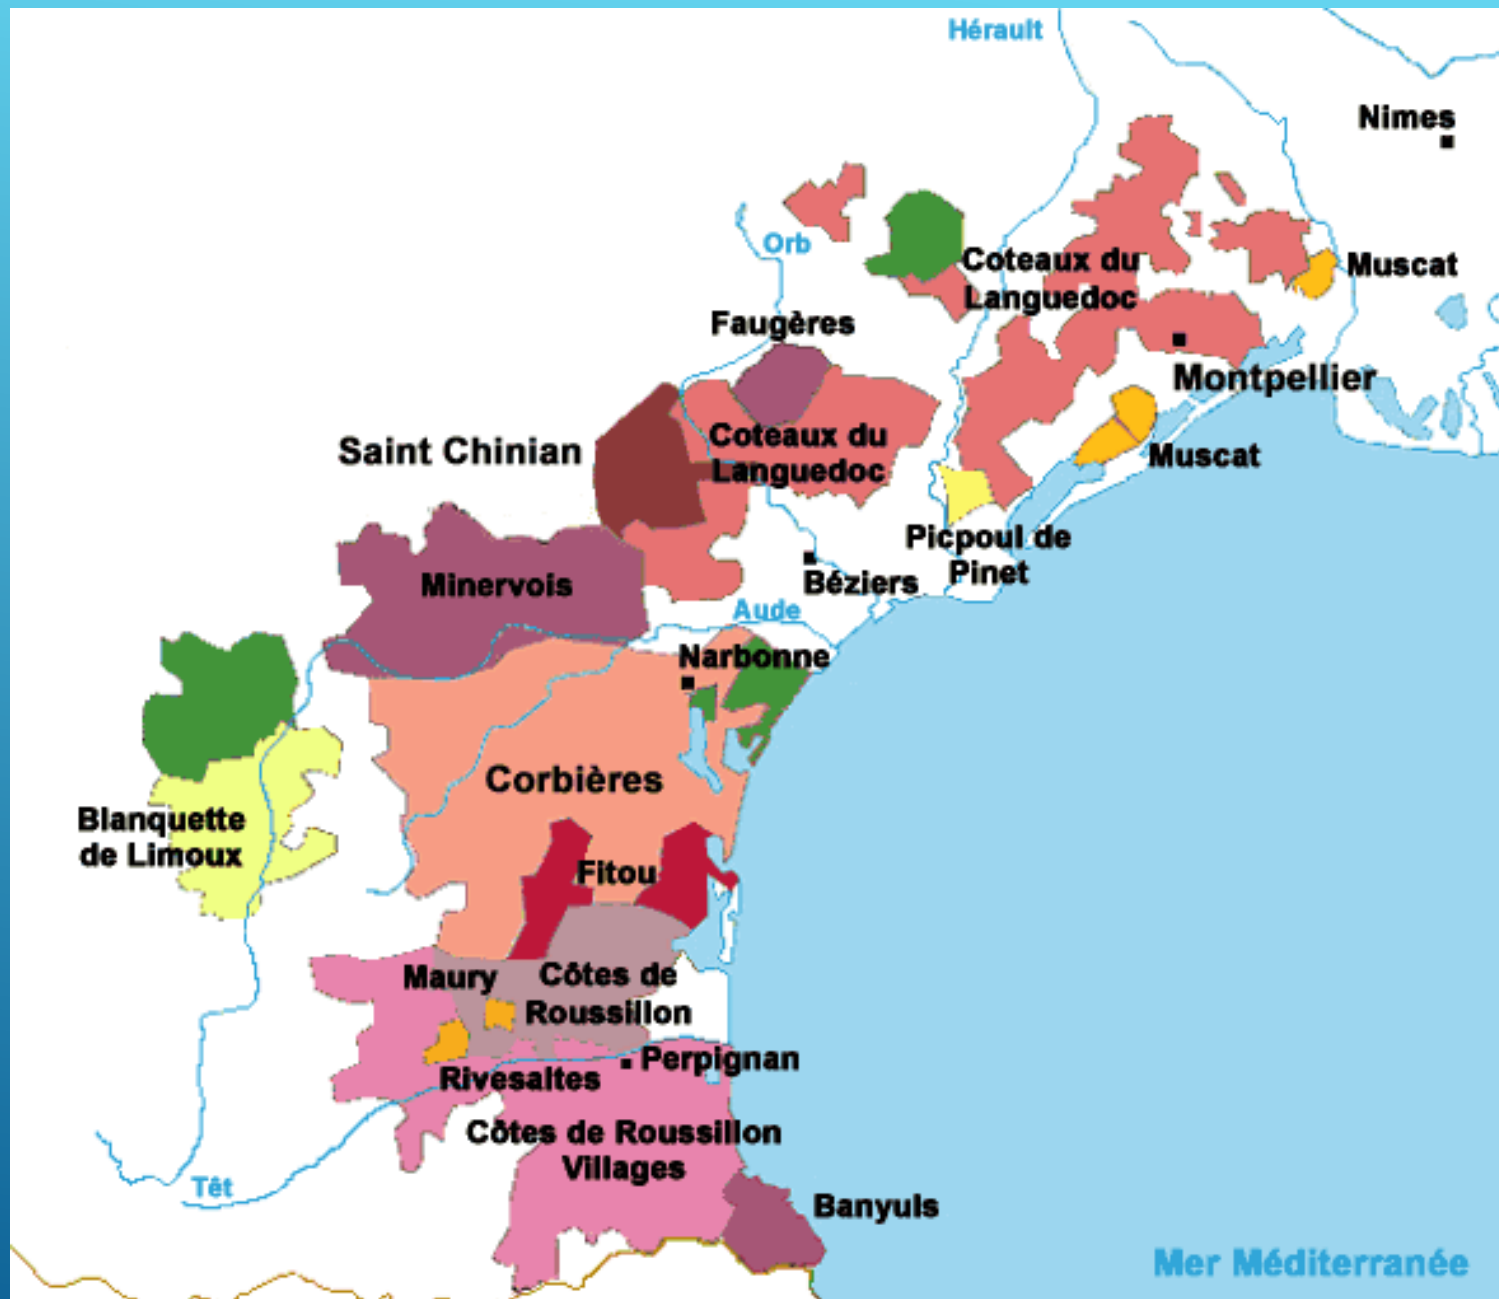 Hérault
Nimes
Orb
Coteaux du
Languedoc
Muscat
Faugères
Montpellier
Saint Chinian
Coteaux du
Languedoc
Muscat
Picpoul de
Pinet
Minervois
Béziers
Aude
Narbonne
Corbières
Blanquette
de Limoux
Fitou
Maury
Côtes de
Roussillon
Perpignan
Rivesaltes
Côtes de Roussillon
Villages
Têt
Banyuls
Mer Méditerranée